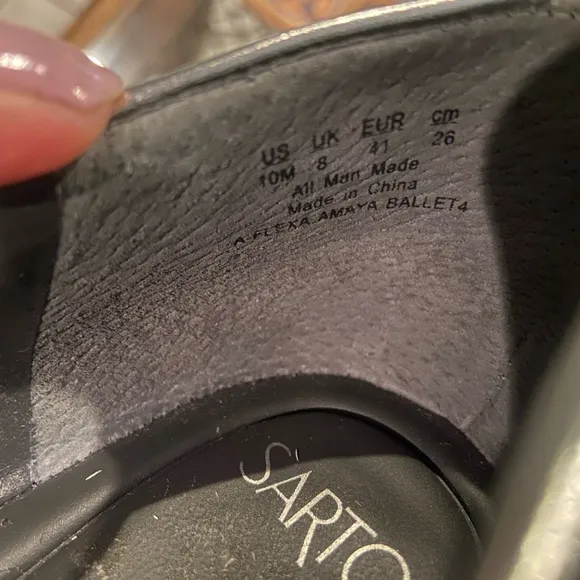 US UK EUR cm
10M 8 41 26
All Man Made
Made in China
A-FLEXA AMAYA BALLET4
SARTO